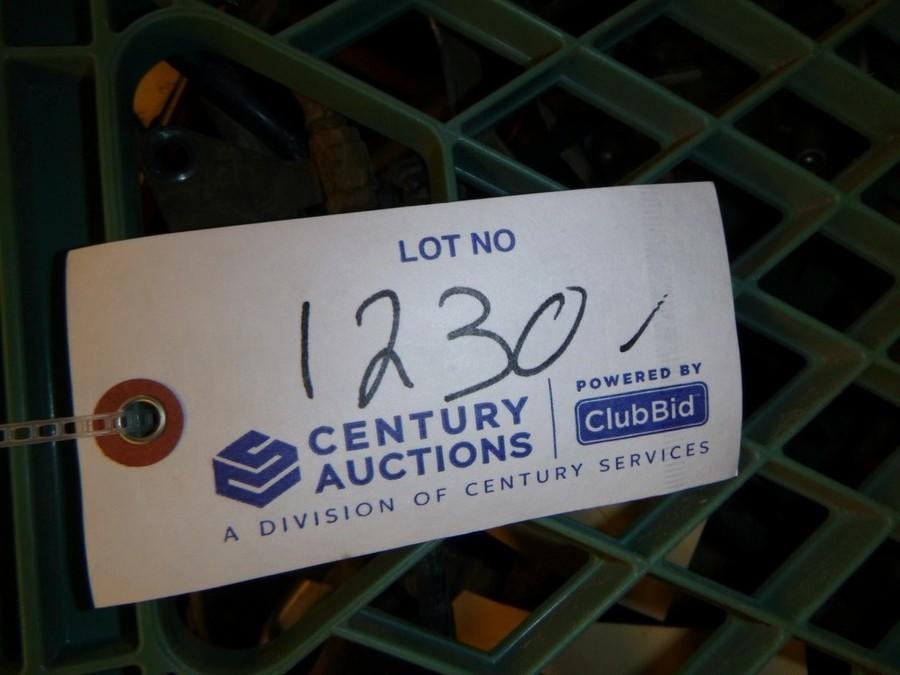 LOT NO
1230 /
CENTURY
AUCTIONS
A DIVISION OF CENTURY SERVICES
POWERED BY
ClubBid